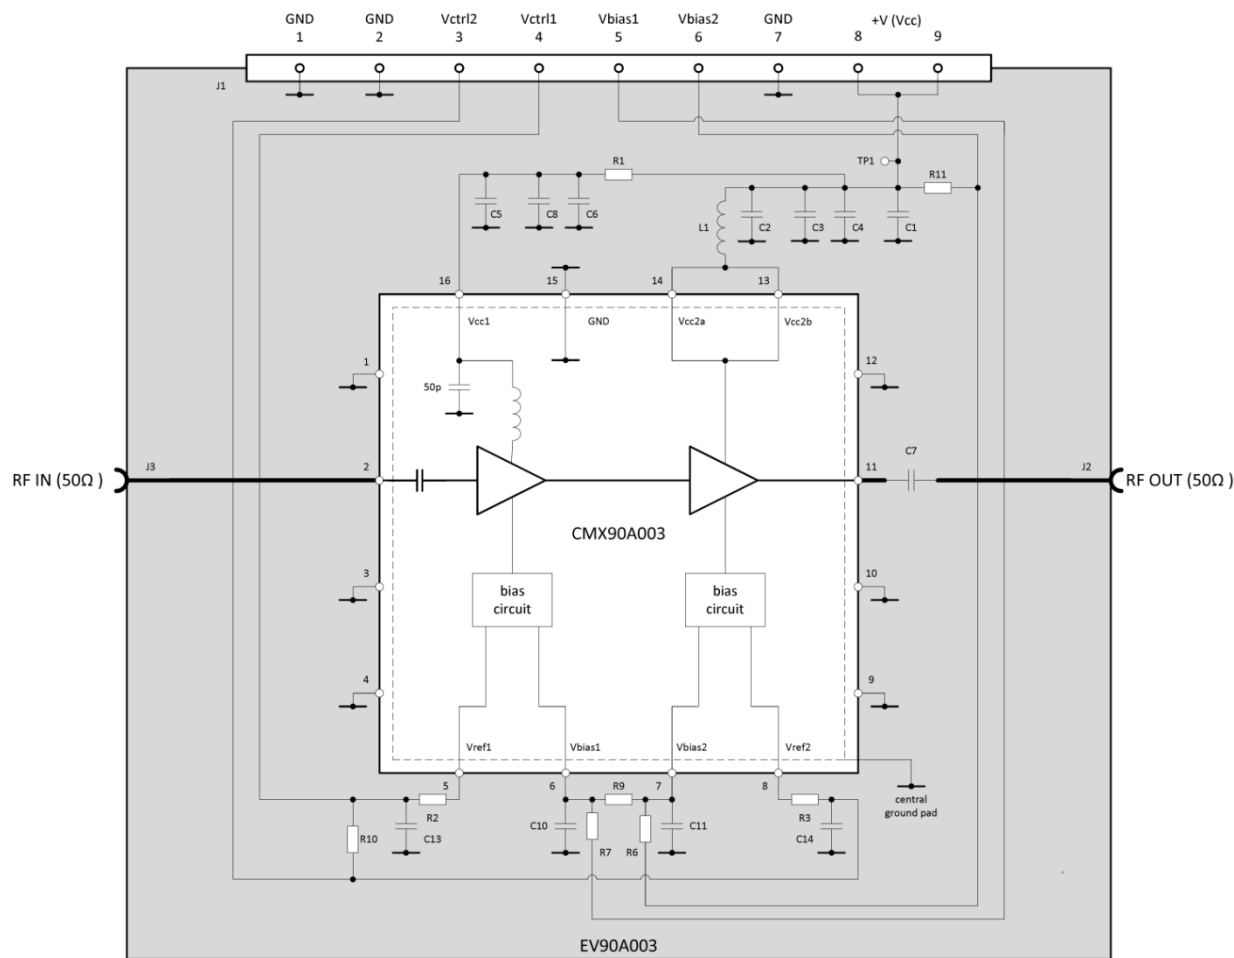 GND GND Vctrl2 Vctrl1 Vbias1 Vbias2 GND +V (Vcc)
1 2 3 4 5 6 7 8 9
J1
TP1
R1 R11
C5 C8 C6 L1 C2 C3 C4 C1
16 15 14 13
Vcc1 GND Vcc2a Vcc2b
1 12
50p
C7
RF IN (50Ω ) J3 2 11 J2 RF OUT (50Ω )
CMX90A003
3 10
bias bias
circuit circuit
4 9
Vref1 Vbias1 Vbias2 Vref2
5 6 R9 7 8
central
ground pad
R2 C10 C11 R3
R10 C13 R7 R6 C14
EV90A003